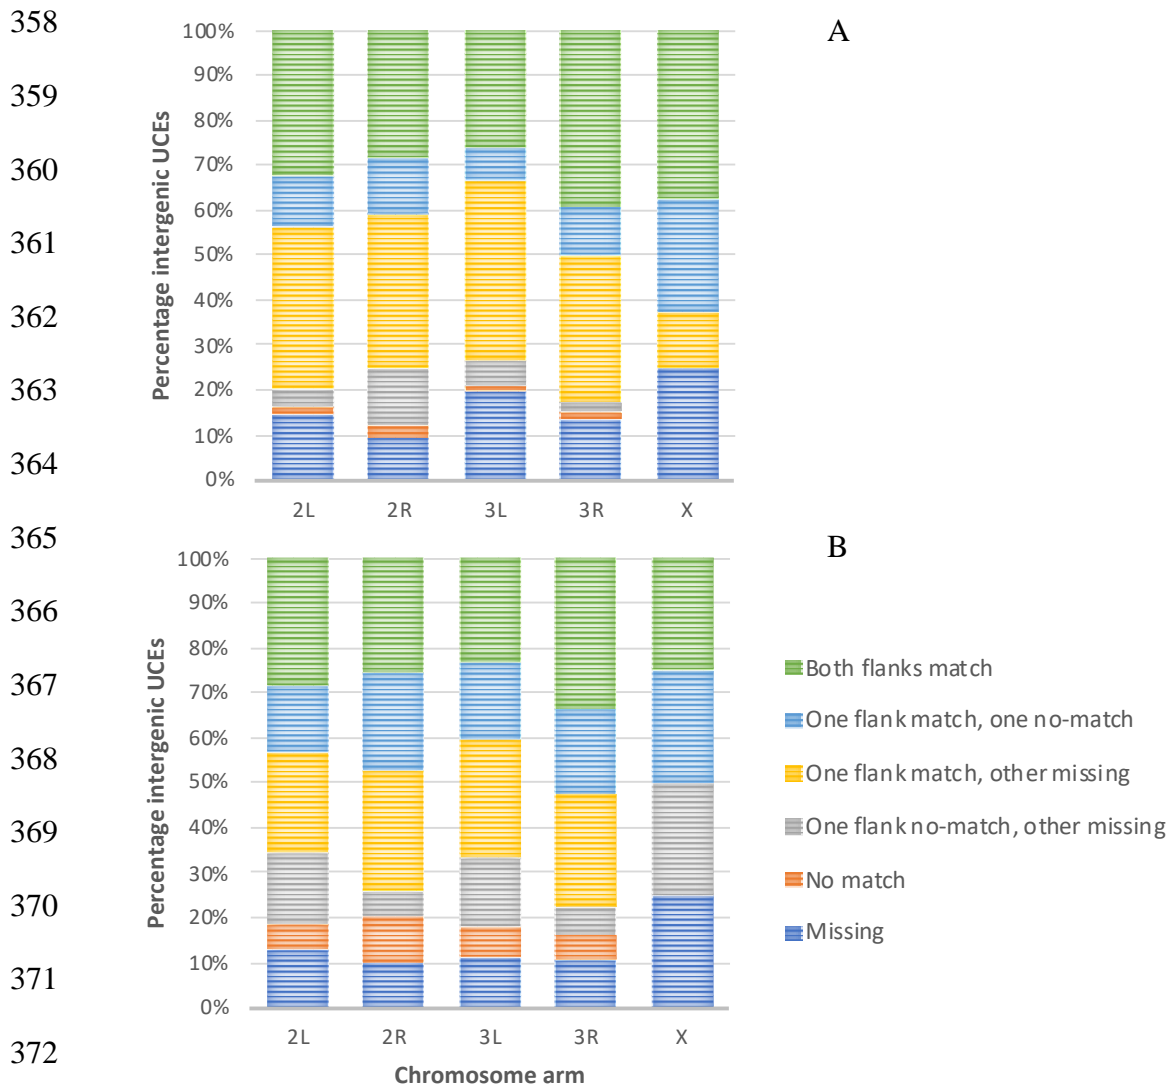 358
359
360
361
362
363
364
365
366
367
368
369
370
371
372
A
Percentage intergenic UCEs
100%
90%
80%
70%
60%
50%
40%
30%
20%
10%
0%
2L 2R 3L 3R X
B
Percentage intergenic UCEs
100%
90%
80%
70%
60%
50%
40%
30%
20%
10%
0%
2L 2R 3L 3R X
Chromosome arm
Both flanks match
One flank match, one no-match
One flank match, other missing
One flank no-match, other missing
No match
Missing